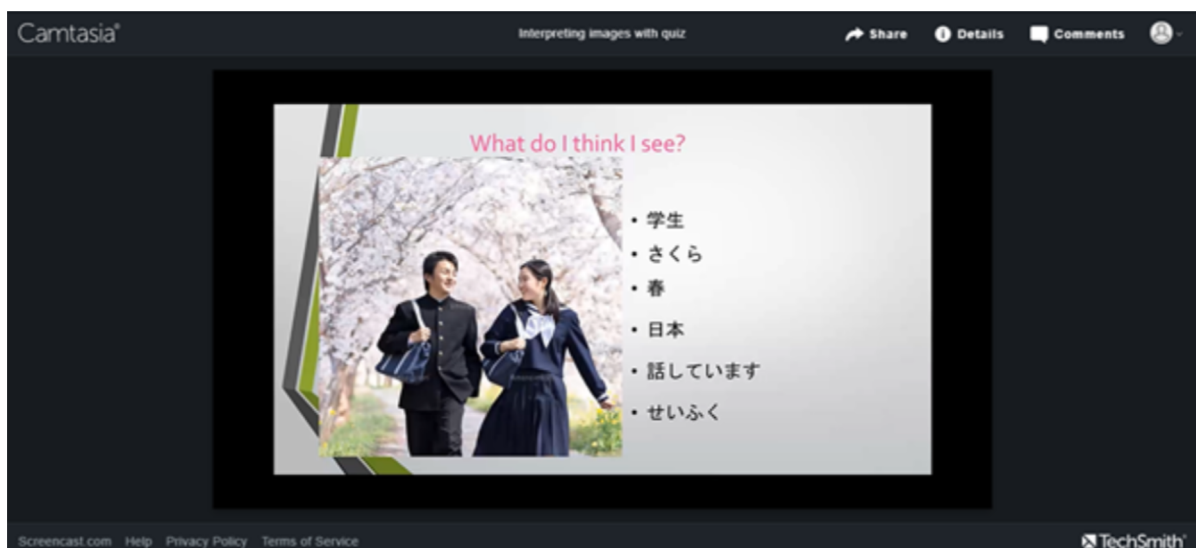 Camtasia®
Interpreting images with quiz
Share
Details
Comments
What do I think I see?
• 学生
• さくら
• 春
• 日本
• 話しています
• せいふく
Screencast.com Help Privacy Policy Terms of Service
TechSmith®